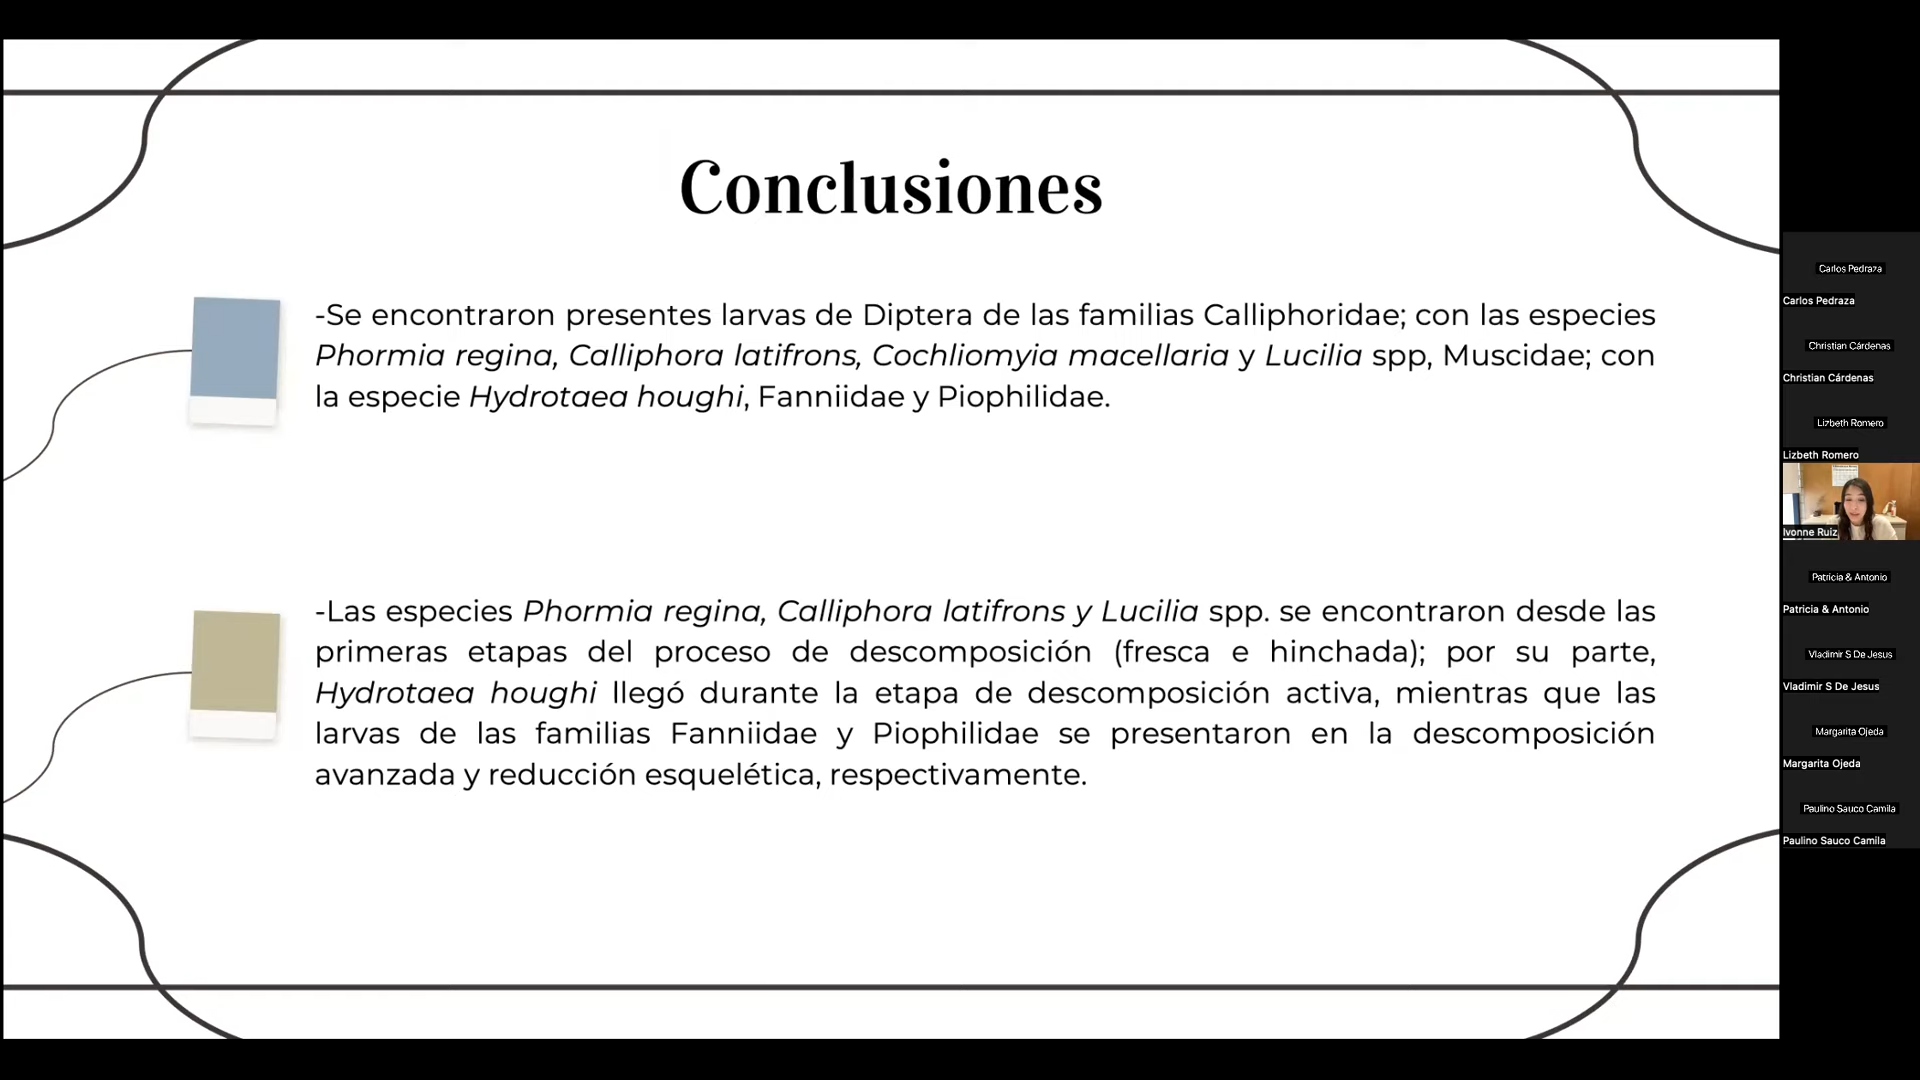 Conclusiones
-Se encontraron presentes larvas de Diptera de las familias Calliphoridae; con las especies
Phormia regina, Calliphora latifrons, Cochliomyia macellaria y Lucilia spp, Muscidae; con
la especie Hydrotaea houghi, Fanniidae y Piophilidae.
-Las especies Phormia regina, Calliphora latifrons y Lucilia spp. se encontraron desde las
primeras etapas del proceso de descomposición (fresca e hinchada); por su parte,
Hydrotaea houghi llegó durante la etapa de descomposición activa, mientras que las
larvas de las familias Fanniidae y Piophilidae se presentaron en la descomposición
avanzada y reducción esquelética, respectivamente.
Carlos Pedraza
Carlos Pedraza
Christian Cárdenas
Christian Cárdenas
Lizbeth Romero
Lizbeth Romero
Ivonne Ruiz
Patricia & Antonio
Patricia & Antonio
Vladimir S De Jesus
Vladimir S De Jesus
Margarita Ojeda
Margarita Ojeda
Paulino Sauco Camila
Paulino Sauco Camila